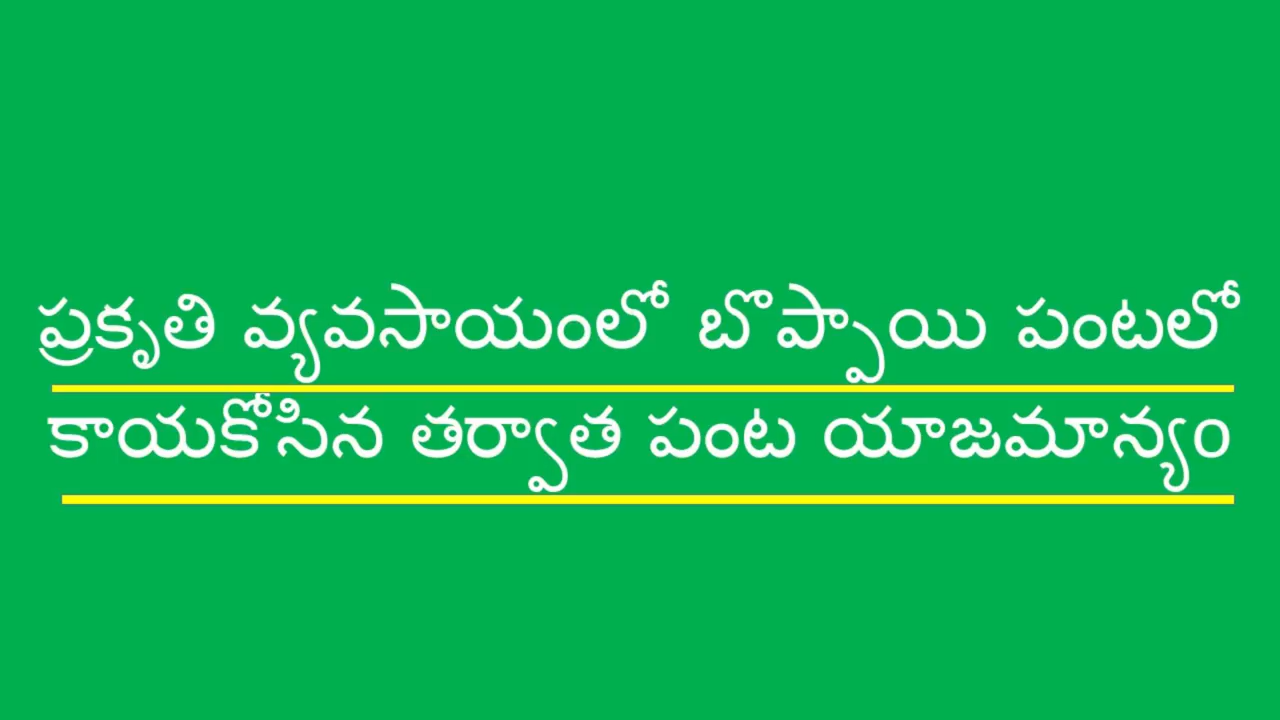 ప్రకృతి వ్యవసాయంలో బొప్పాయి పంటలో
కాయకోసిన తర్వాత పంట యాజమాన్యం